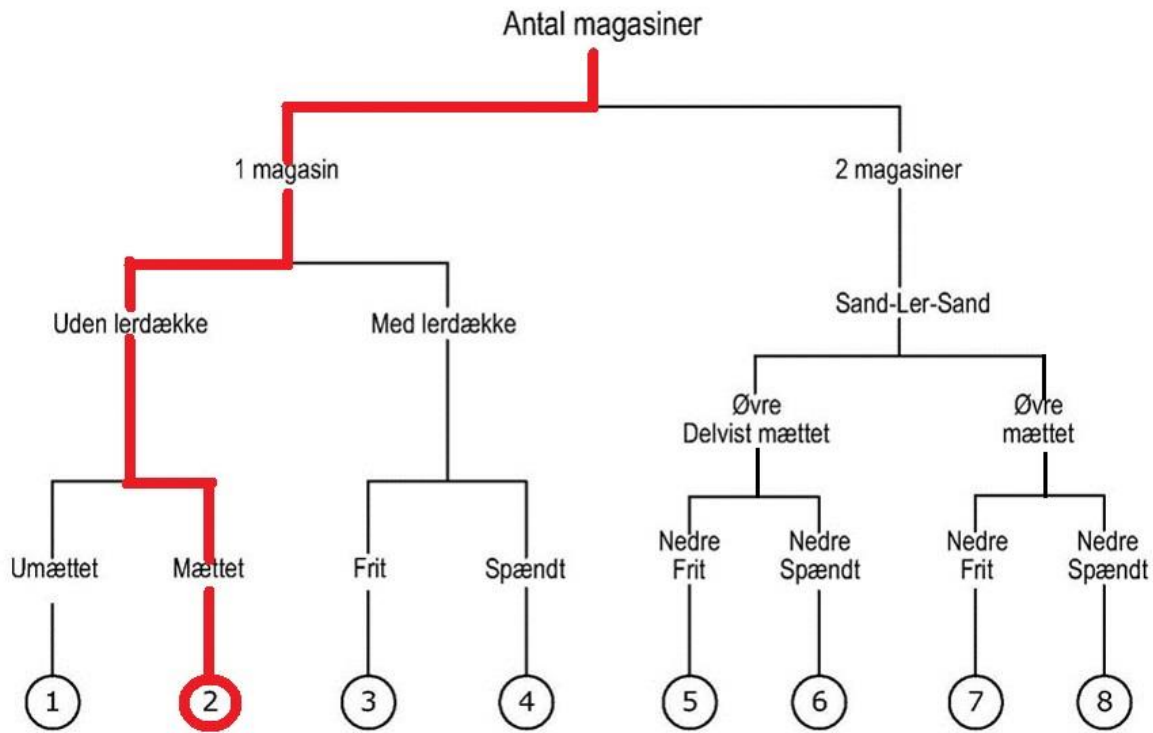 Antal magasiner
1 magasin
2 magasiner
Uden lerdække
Med lerdække
Sand-Ler-Sand
Øvre
Delvist mættet
Øvre
mættet
Umættet
Mættet
Frit
Spændt
Nedre
Frit
Nedre
Spændt
Nedre
Frit
Nedre
Spændt
1
2
3
4
5
6
7
8